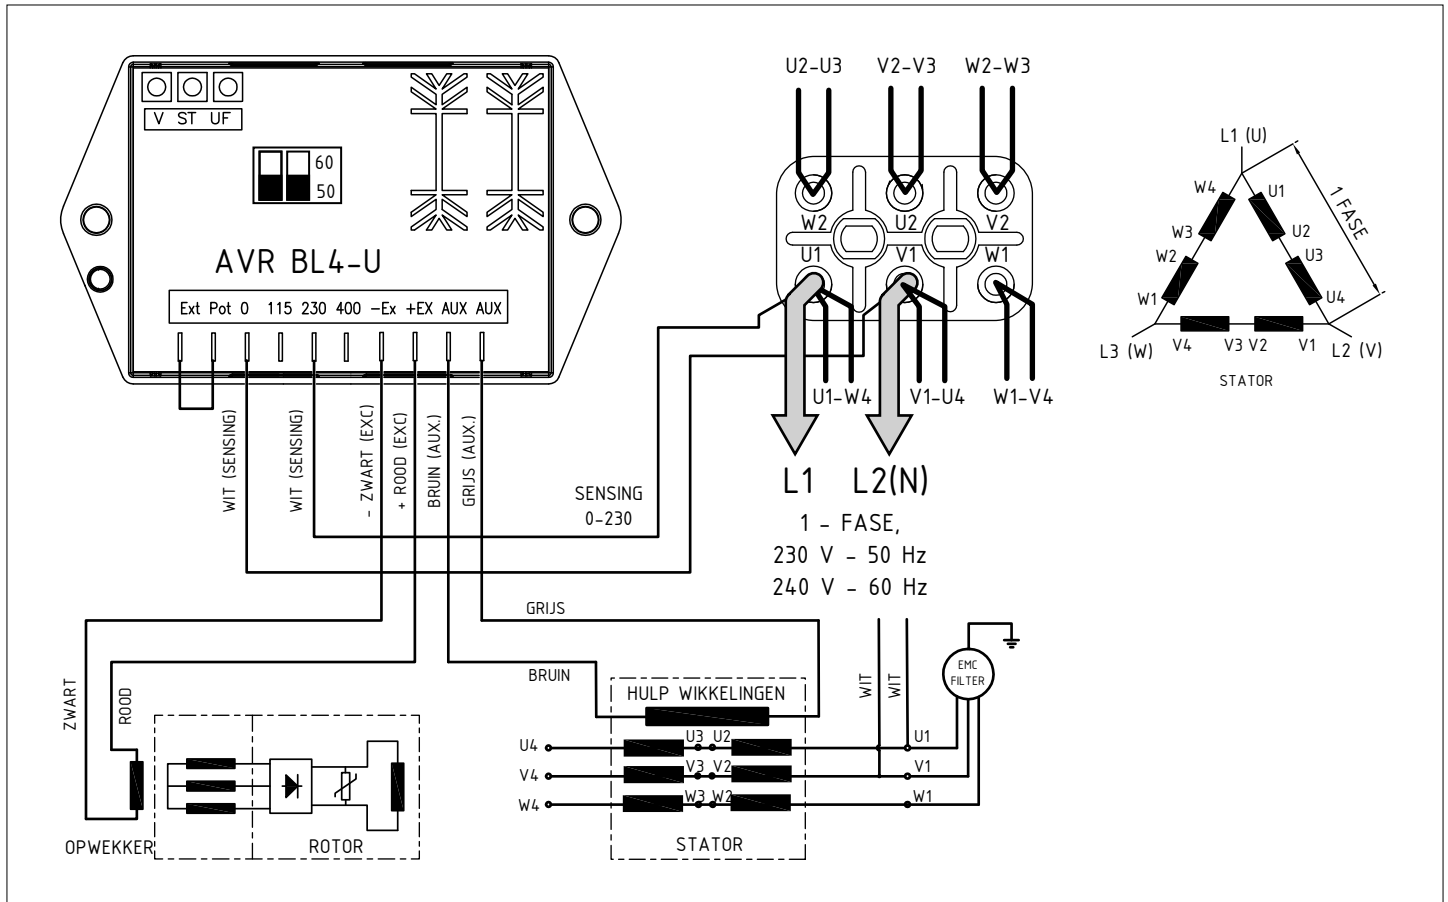 V ST UF
60
50
AVR BL4-U
Ext Pot 0 115 230 400 -Ex +EX AUX AUX
WIT (SENSING)
WIT (SENSING)
- ZWART (EXC)
+ ROOD (EXC)
BRUIN (AUX.)
GRIJS (AUX.)
SENSING
0-230
U2-U3 V2-V3 W2-W3
W2 U2 V2
U1 V1 W1
U1-W4 V1-U4 W1-V4
L1 L2(N)
1 - FASE,
230 V - 50 Hz
240 V - 60 Hz
L1 (U)
W4 U1
1 FASE
W3 U2
W2 U3
W1 U4
L3 (W) V4 V3 V2 V1 L2 (V)
STATOR
GRIJS
BRUIN
ZWART
ROOD
OPWEKKER
ROTOR
HULP WIKKELINGEN
WIT
WIT
EMC
FILTER
U4 U3 U2 U1
V4 V3 V2 V1
W4 W3 W2 W1
STATOR